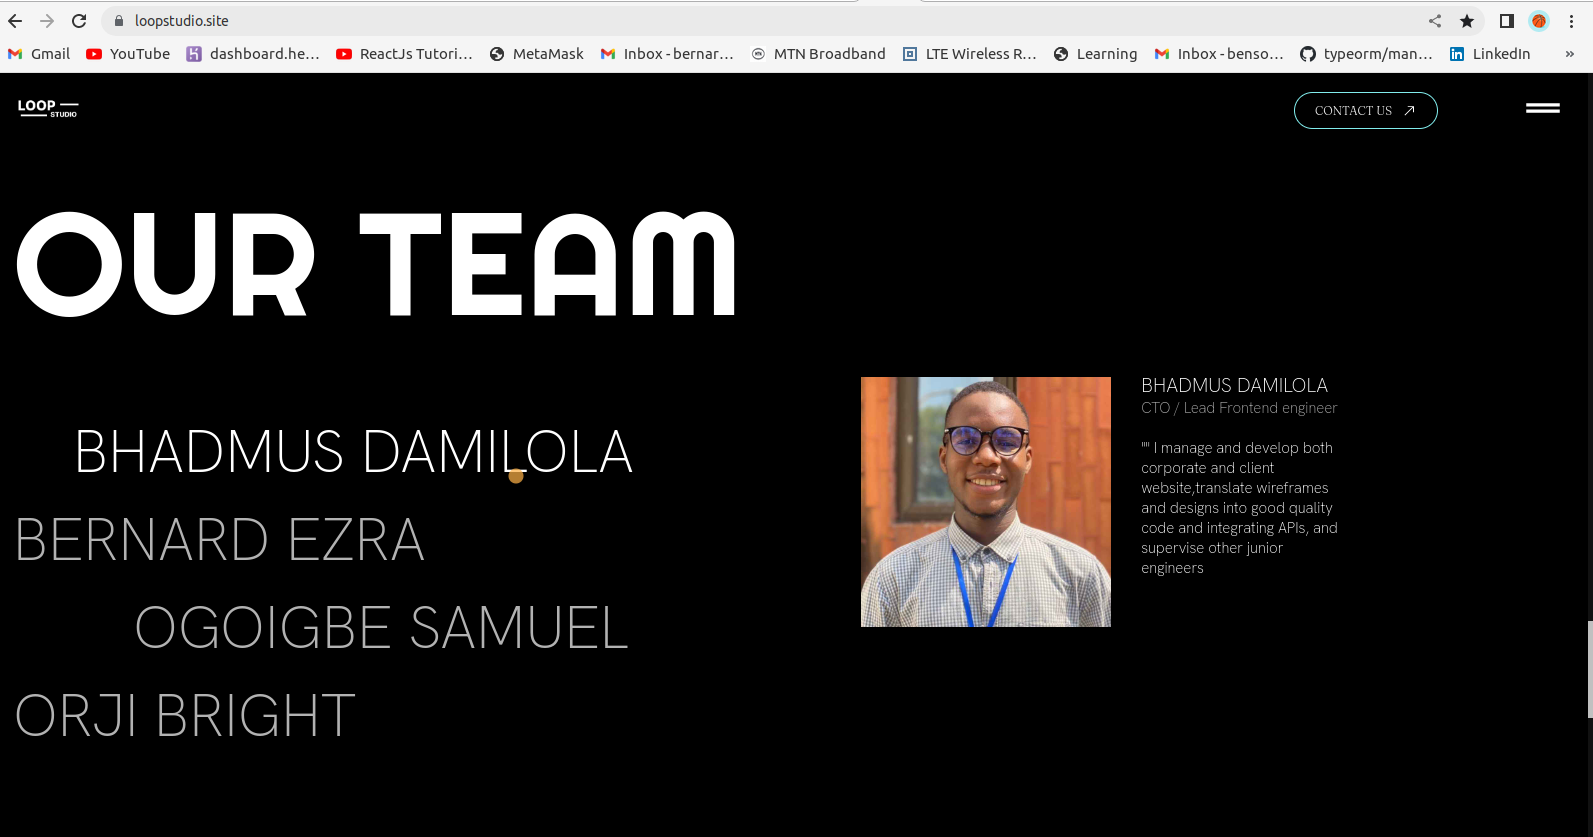 loopstudio.site
Gmail YouTube dashboard.he... ReactJs Tutori... MetaMask Inbox - bernar... MTN Broadband LTE Wireless R... Learning Inbox - benso... typeorm/man... LinkedIn »
LOOP
STUDIO
CONTACT US
OUR TEAM
BHADMUS DAMILOLA
BERNARD EZRA
OGOIGBE SAMUEL
ORJI BRIGHT
BHADMUS DAMILOLA
CTO / Lead Frontend engineer
"" I manage and develop both
corporate and client
website,translate wireframes
and designs into good quality
code and integrating APIs, and
supervise other junior
engineers